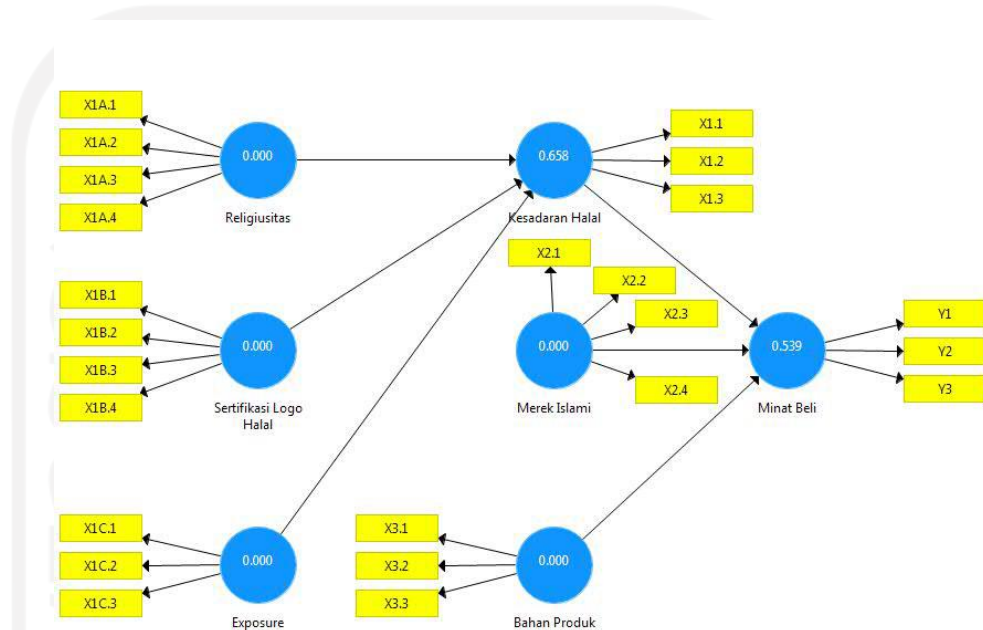 X1A.1
X1A.2
X1A.3
X1A.4
0.000
Religiusitas
0.658
Kesadaran Halal
X1.1
X1.2
X1.3
X1B.1
X1B.2
X1B.3
X1B.4
0.000
Sertifikasi Logo
Halal
X2.1
X2.2
X2.3
X2.4
0.000
Merek Islami
0.539
Minat Beli
Y1
Y2
Y3
X1C.1
X1C.2
X1C.3
0.000
Exposure
X3.1
X3.2
X3.3
0.000
Bahan Produk